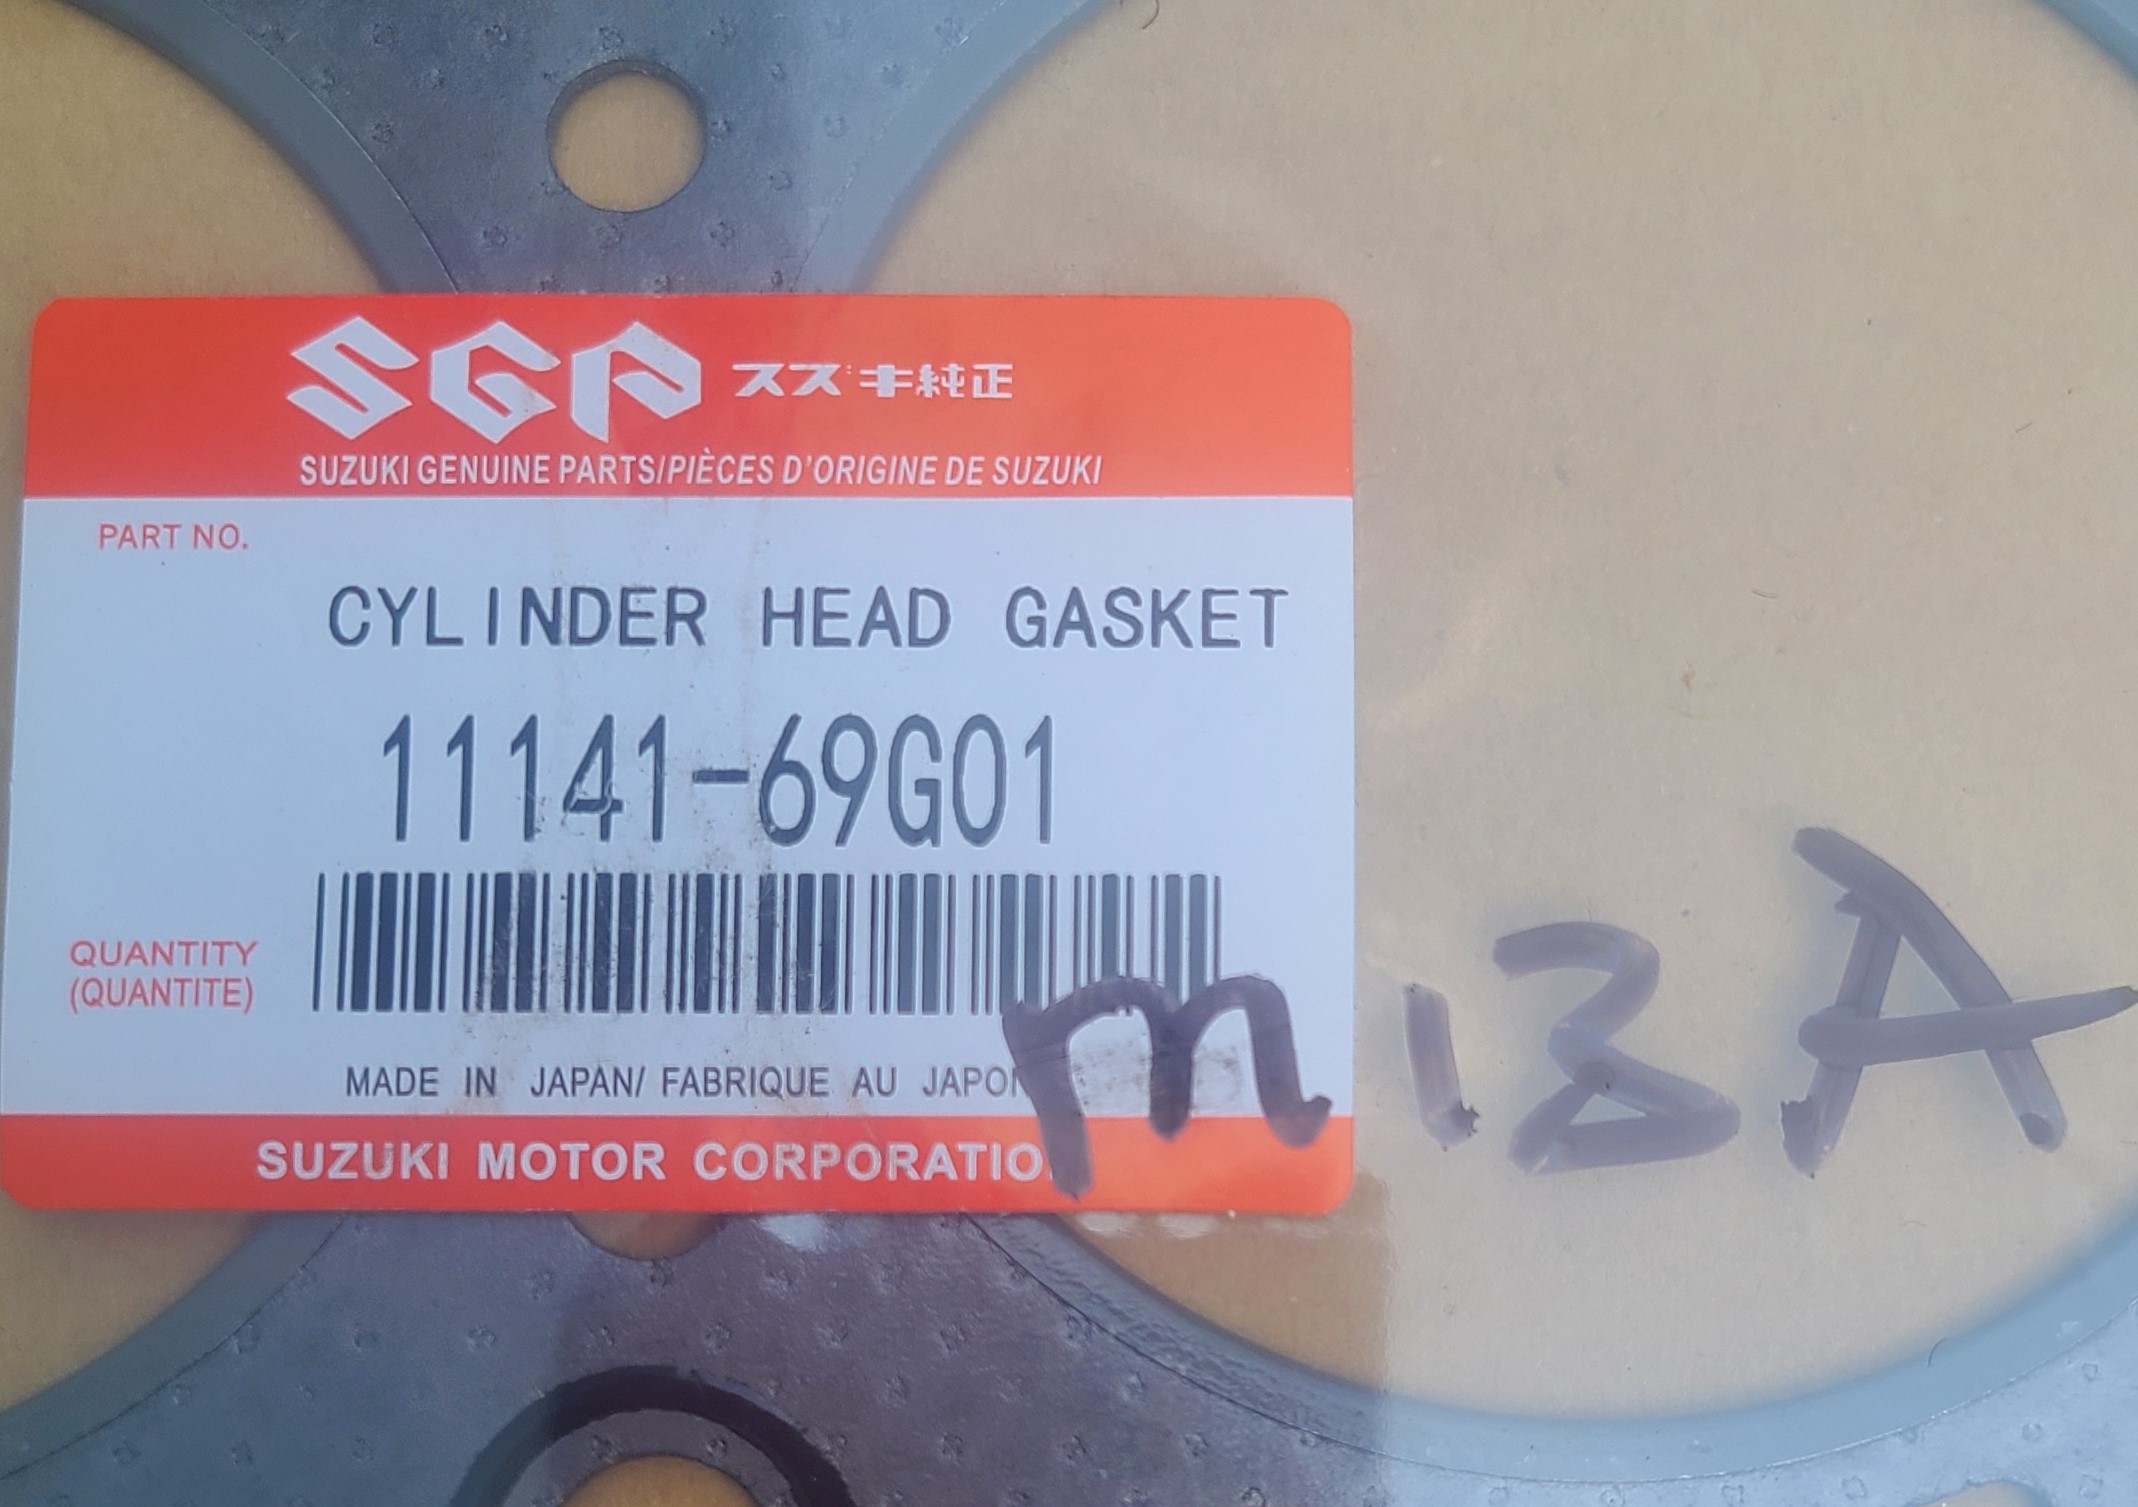 SGP スズキ純正
SUZUKI GENUINE PARTS/PIÈCES D'ORIGINE DE SUZUKI
PART NO.
CYLINDER HEAD GASKET
11141-69G01
QUANTITY
(QUANTITE)
MADE IN JAPAN/ FABRIQUE AU JAPON
SUZUKI MOTOR CORPORATIO
M13A